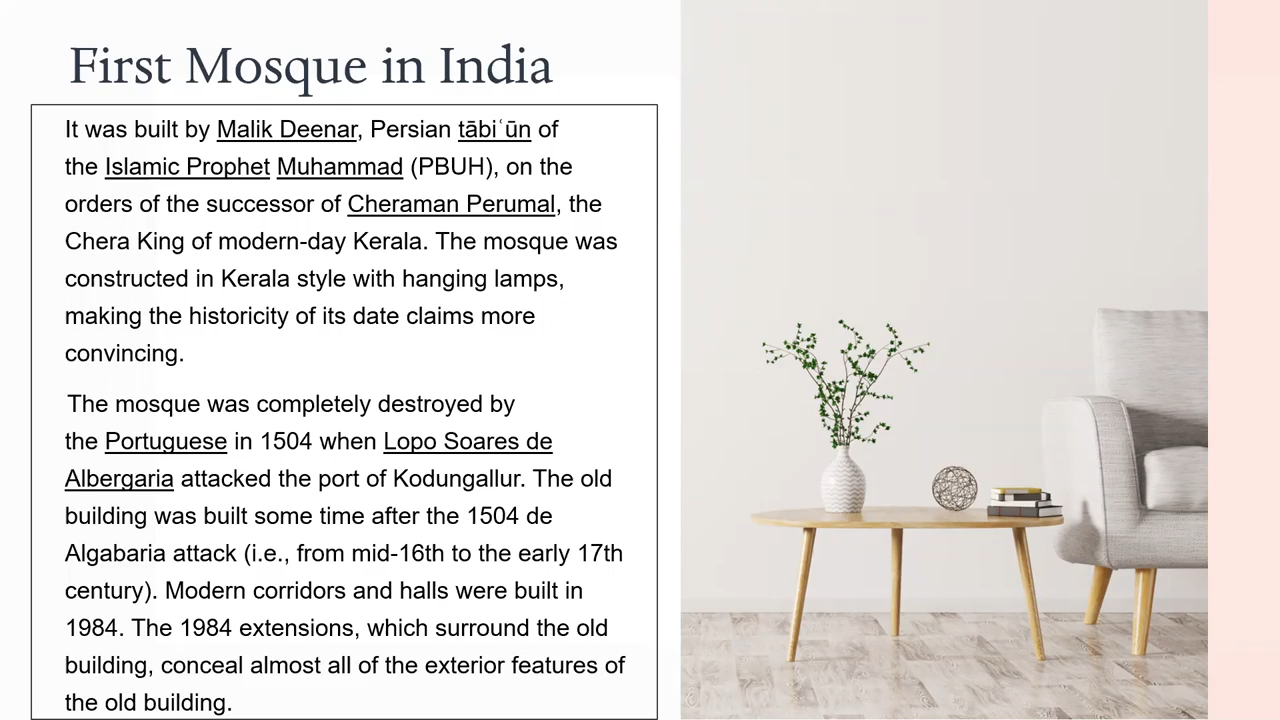 First Mosque in India
It was built by Malik Deenar, Persian tābiʿūn of
the Islamic Prophet Muhammad (PBUH), on the
orders of the successor of Cheraman Perumal, the
Chera King of modern-day Kerala. The mosque was
constructed in Kerala style with hanging lamps,
making the historicity of its date claims more
convincing.
The mosque was completely destroyed by
the Portuguese in 1504 when Lopo Soares de
Albergaria attacked the port of Kodungallur. The old
building was built some time after the 1504 de
Algabaria attack (i.e., from mid-16th to the early 17th
century). Modern corridors and halls were built in
1984. The 1984 extensions, which surround the old
building, conceal almost all of the exterior features of
the old building.